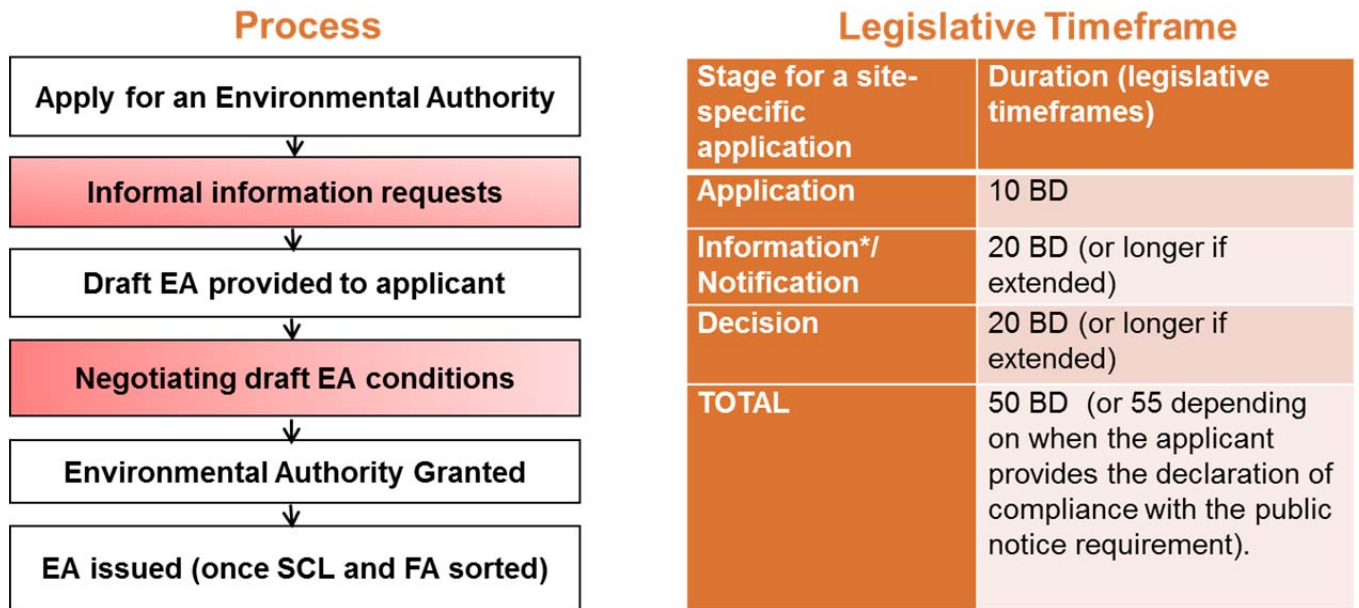 Process
Apply for an Environmental Authority
Informal information requests
Draft EA provided to applicant
Negotiating draft EA conditions
Environmental Authority Granted
EA issued (once SCL and FA sorted)
Legislative Timeframe
Stage for a site-
specific
application
Duration (legislative
timeframes)
Application
10 BD
Information*/
Notification
20 BD (or longer if
extended)
Decision
20 BD (or longer if
extended)
TOTAL
50 BD (or 55 depending
on when the applicant
provides the declaration of
compliance with the public
notice requirement).